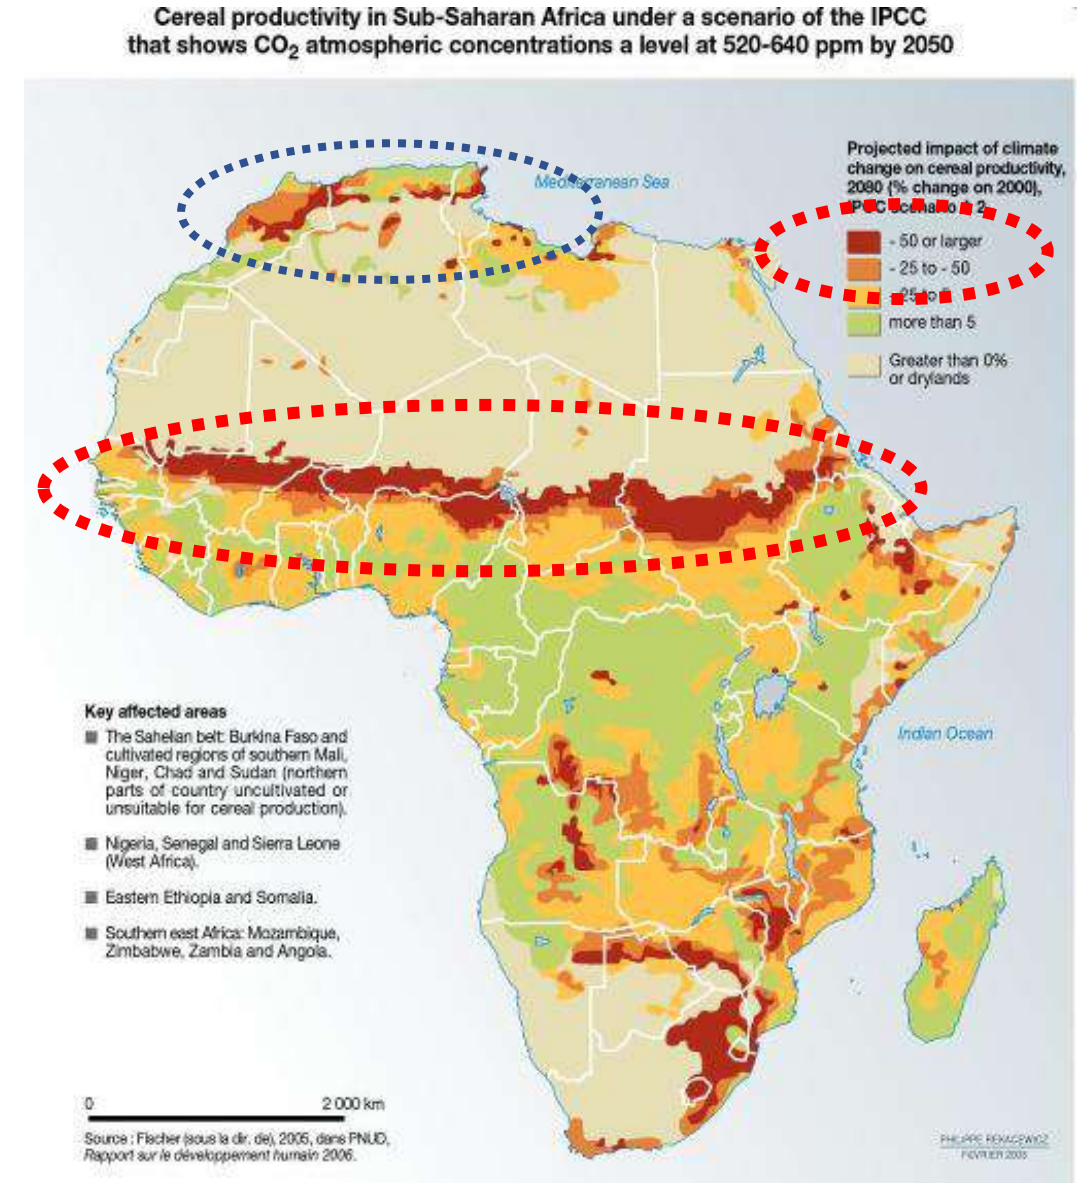 Cereal productivity in Sub-Saharan Africa under a scenario of the IPCC
that shows CO₂ atmospheric concentrations a level at 520-640 ppm by 2050
Projected impact of climate
change on cereal productivity,
2080 (% change on 2000),
IPCC scenario 2
Mediterranean Sea
- 50 or larger
- 25 to - 50
- 25 to
more than 5
Greater than 0%
or drylands
Key affected areas
The Sahelian belt: Burkina Faso and
cultivated regions of southern Mali,
Niger, Chad and Sudan (northern
parts of country uncultivated or
unsuitable for cereal production).
Nigeria, Senegal and Sierra Leone
(West Africa).
Eastern Ethiopia and Somalia.
Southern east Africa: Mozambique,
Zimbabwe, Zambia and Angola.
Indian Ocean
0 2 000 km
Source : Fischer (sous la dir. de), 2005, dans PNUD,
Rapport sur le développement humain 2006.
PHILIPPE REKACEWICZ